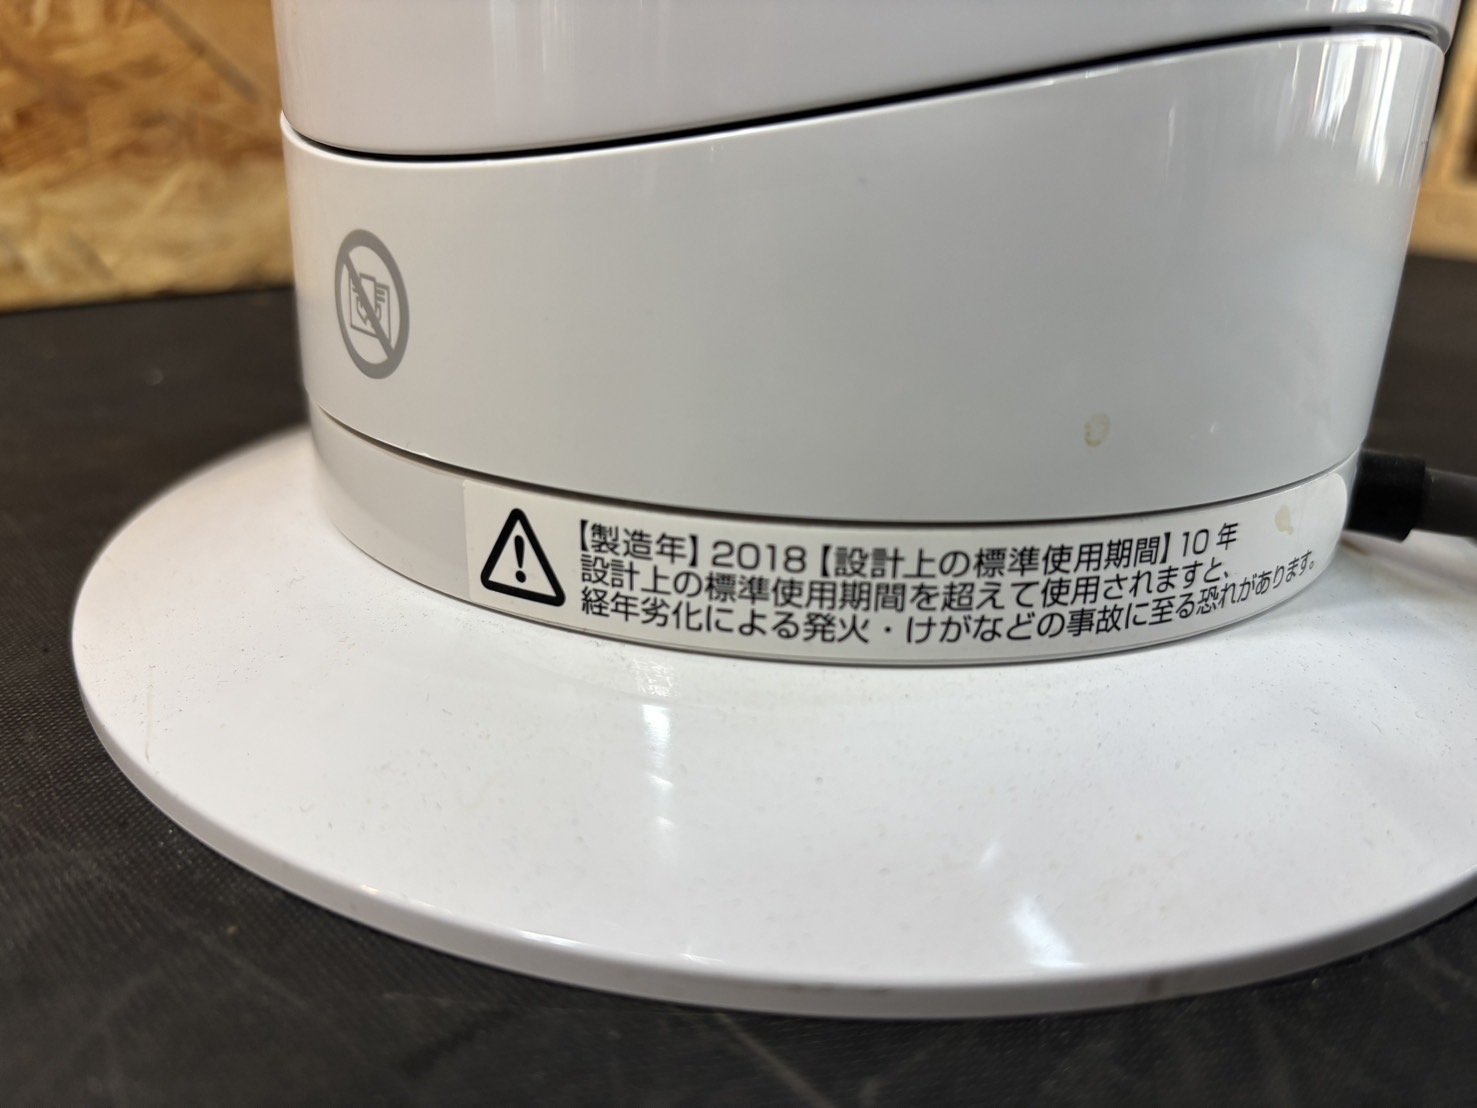 【製造年】2018【設計上の標準使用期間】10年
設計上の標準使用期間を超えて使用されますと、
経年劣化による発火・けがなどの事故に至る恐れがあります。